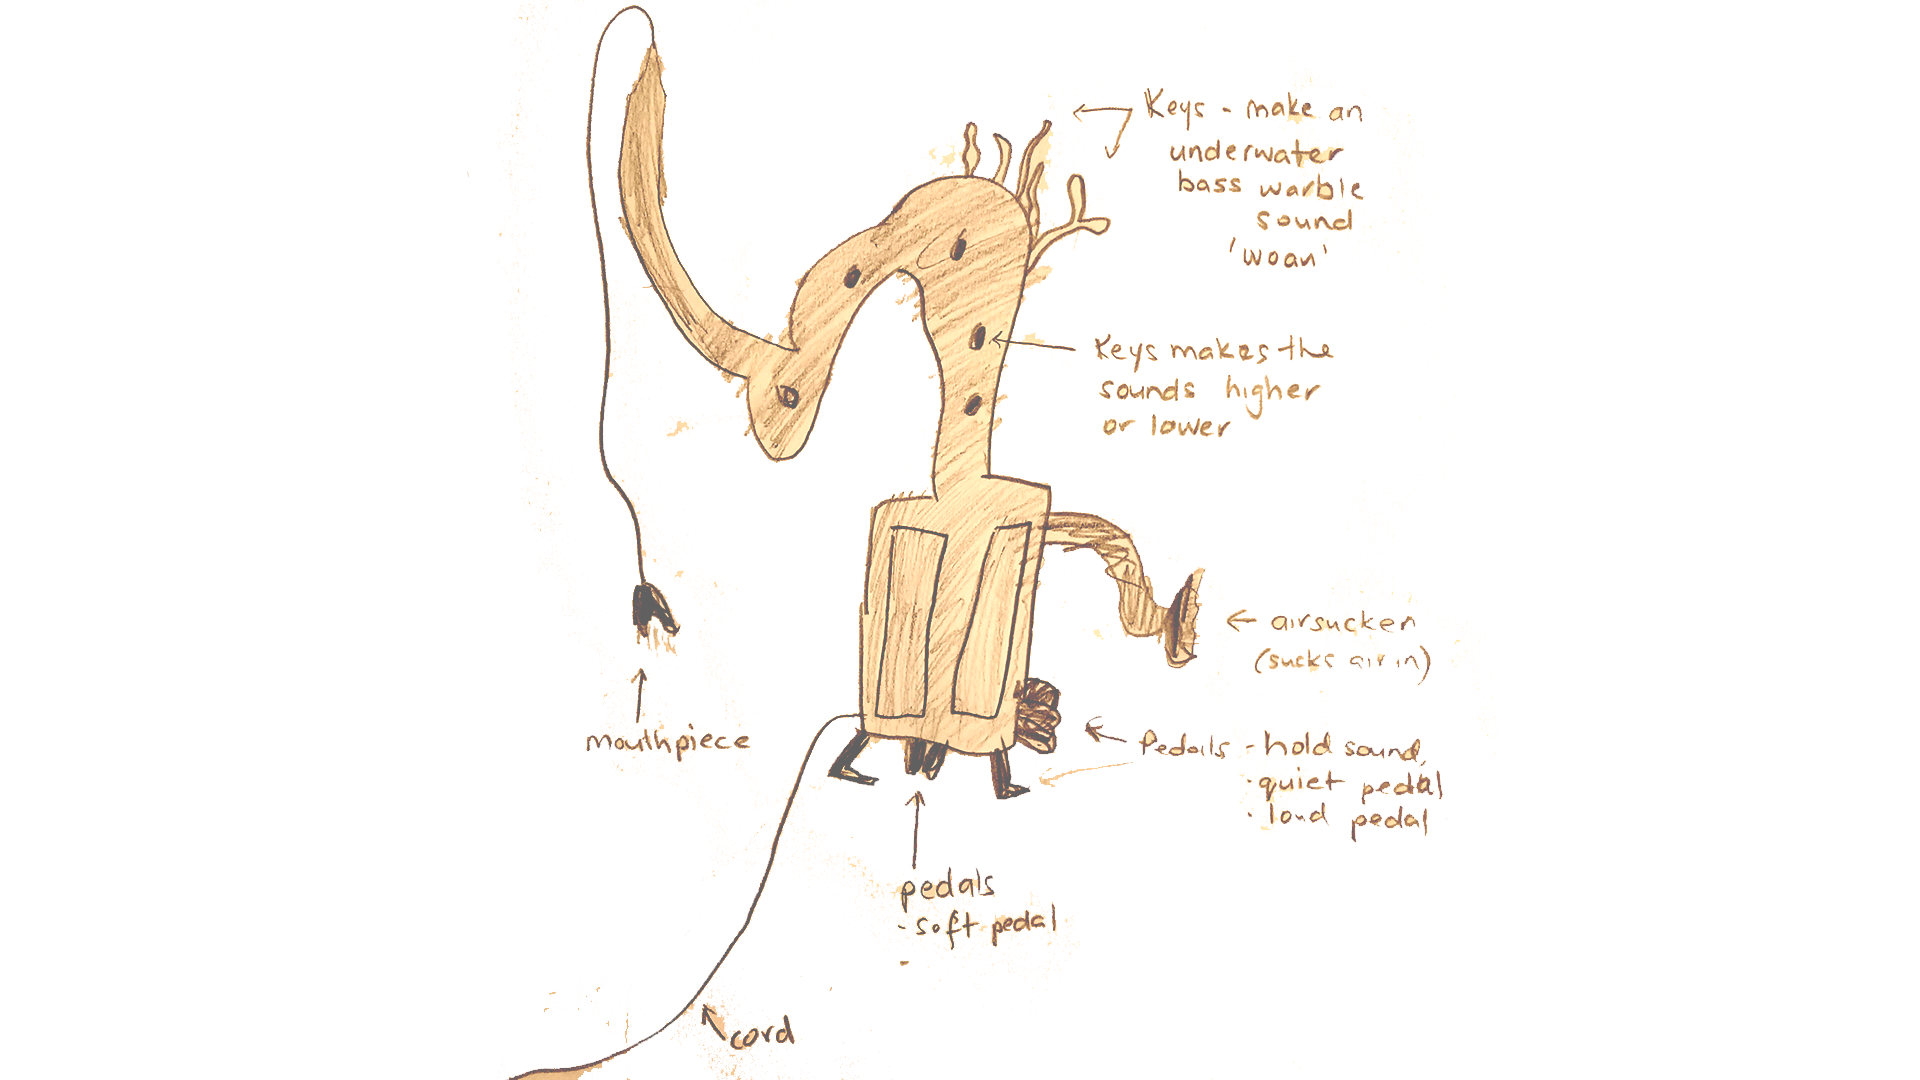 Keys - make an
underwater
bass warble
sound
'woan'
Keys makes the
sounds higher
or lower
airsucker
(sucks air in)
mouthpiece
Pedals - hold sound,
· quiet pedal
· loud pedal
pedals
- soft pedal
-
cord